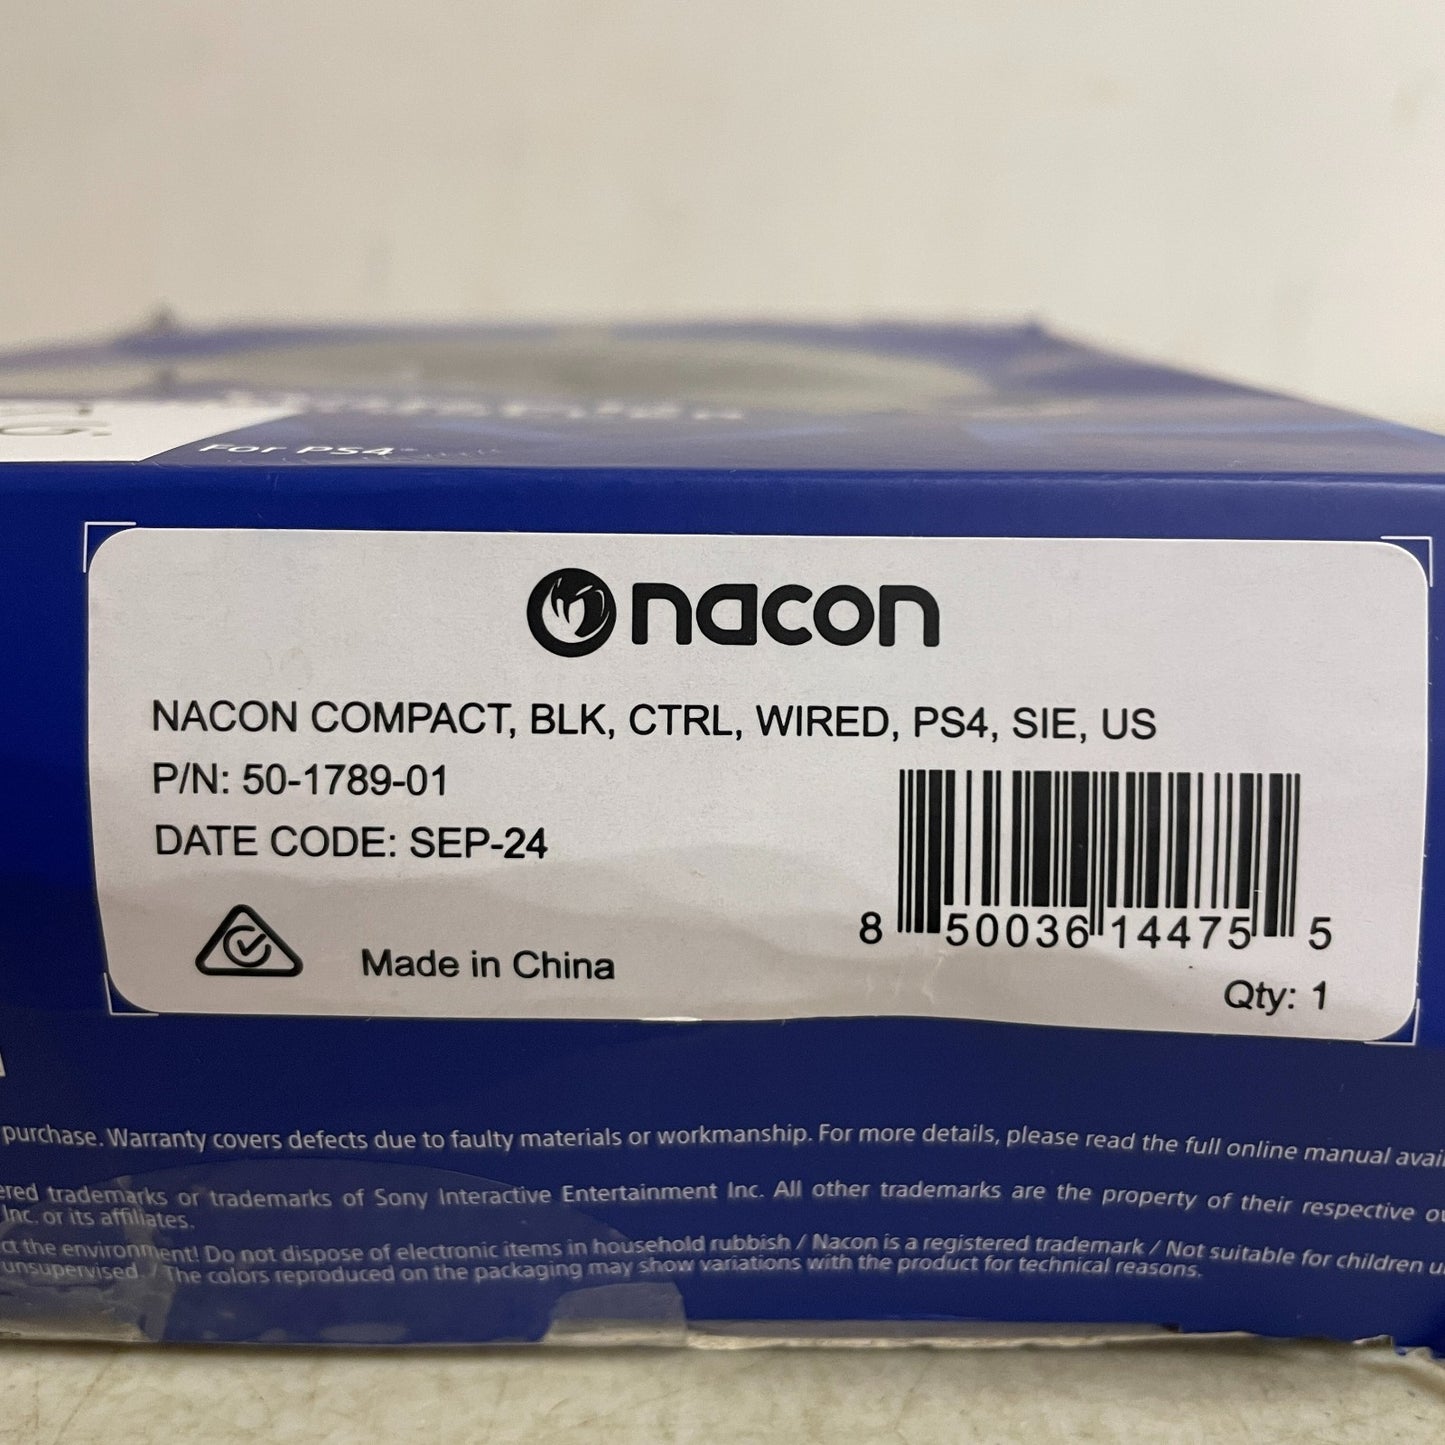 For PS4
nacon
NACON COMPACT, BLK, CTRL, WIRED, PS4, SIE, US
P/N: 50-1789-01
DATE CODE: SEP-24
Made in China
8 50036 14475 5
Qty: 1
purchase. Warranty covers defects due to faulty materials or workmanship. For more details, please read the full online manual avai
ered trademarks or trademarks of Sony Interactive Entertainment Inc. All other trademarks are the property of their respective
Inc. or its affiliates.
ct the environment! Do not dispose of electronic items in household rubbish / Nacon is a registered trademark / Not suitable for children
unsupervised. / The colors reproduced on the packaging may show variations with the product for technical reasons.